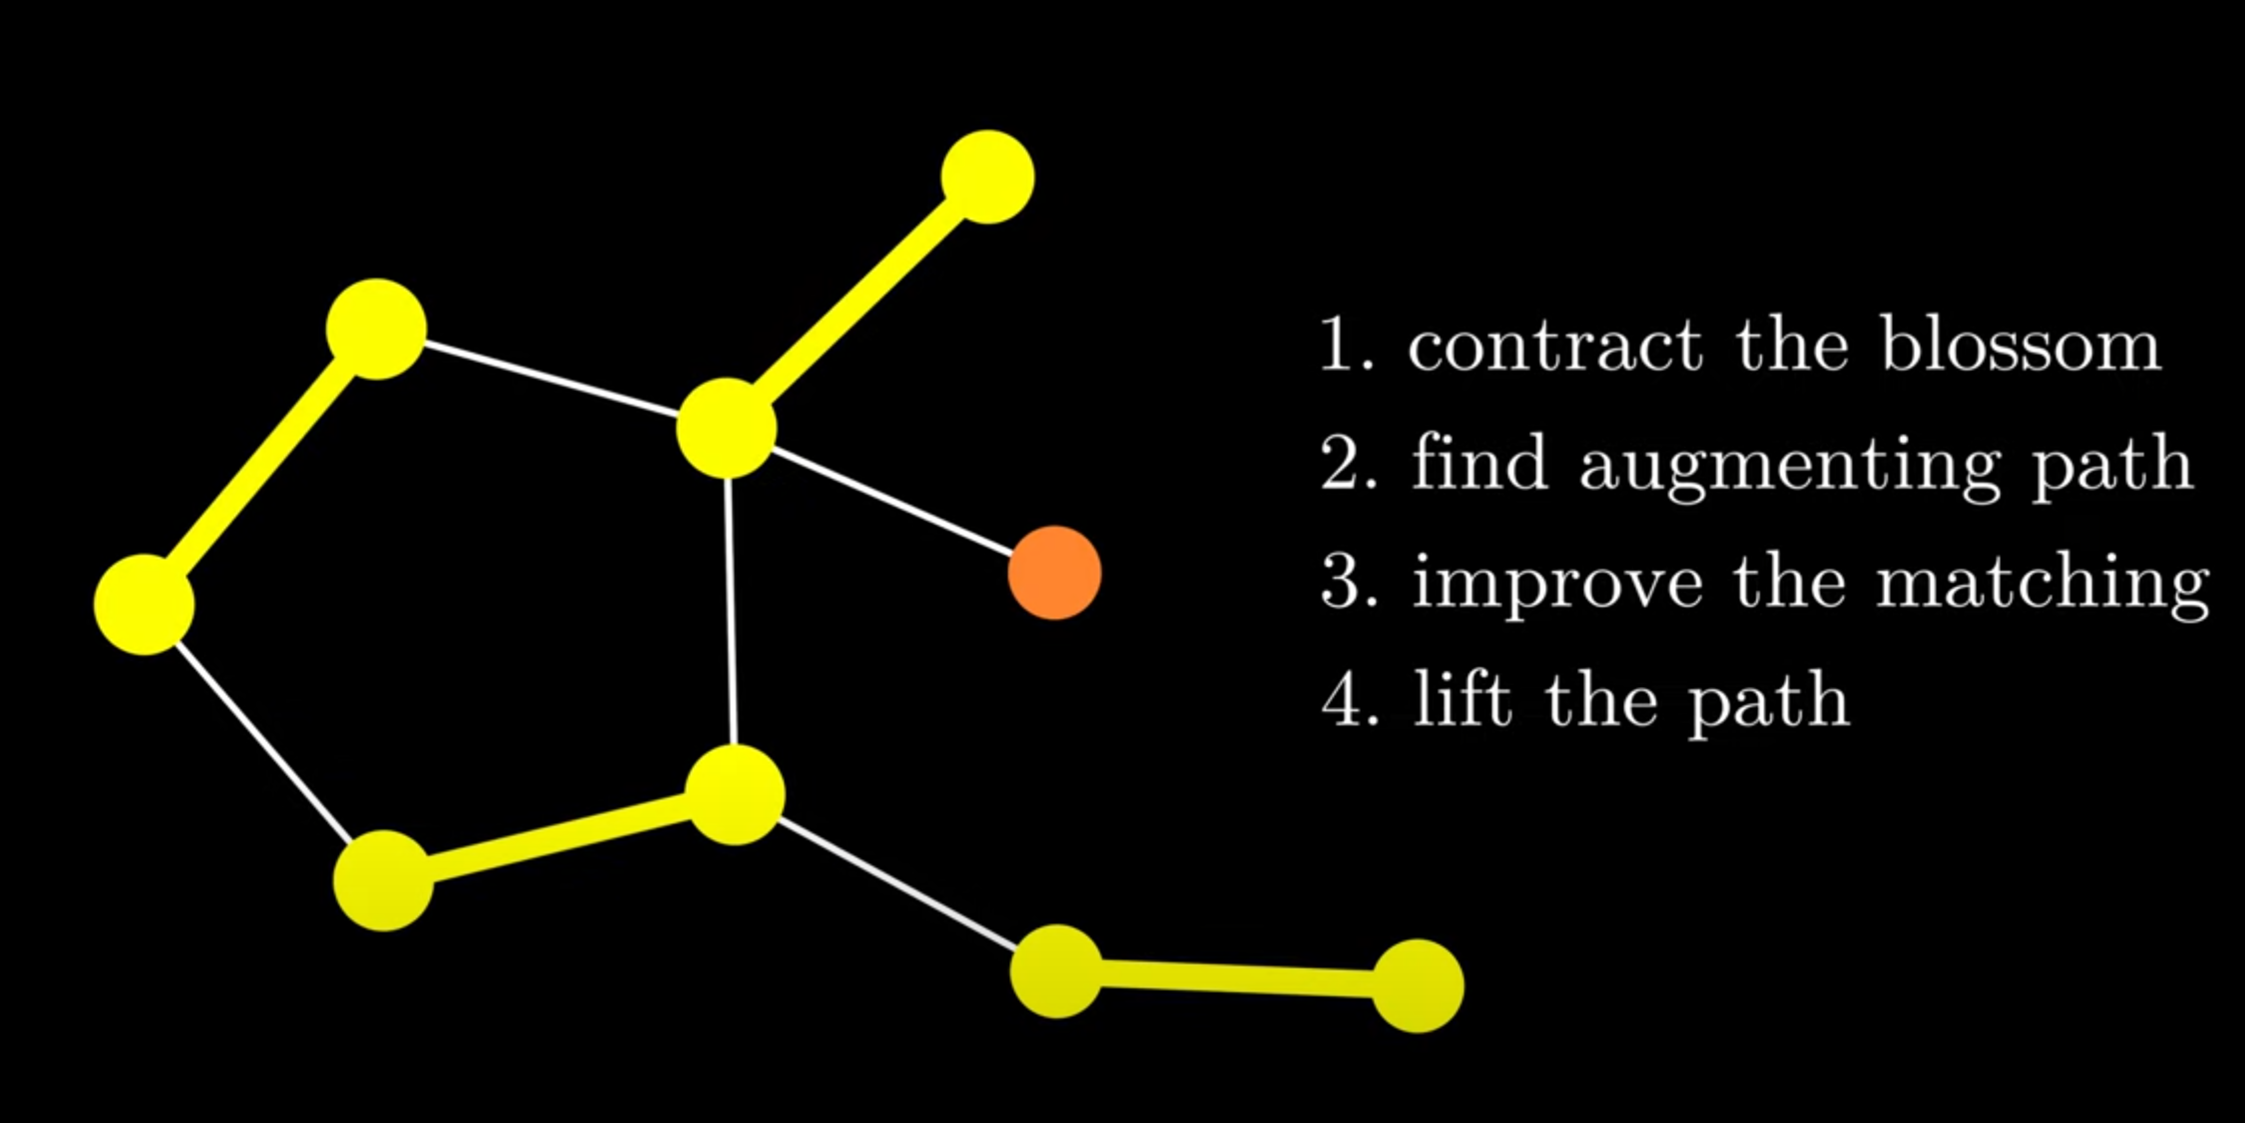 1. contract the blossom
2. find augmenting path
3. improve the matching
4. lift the path